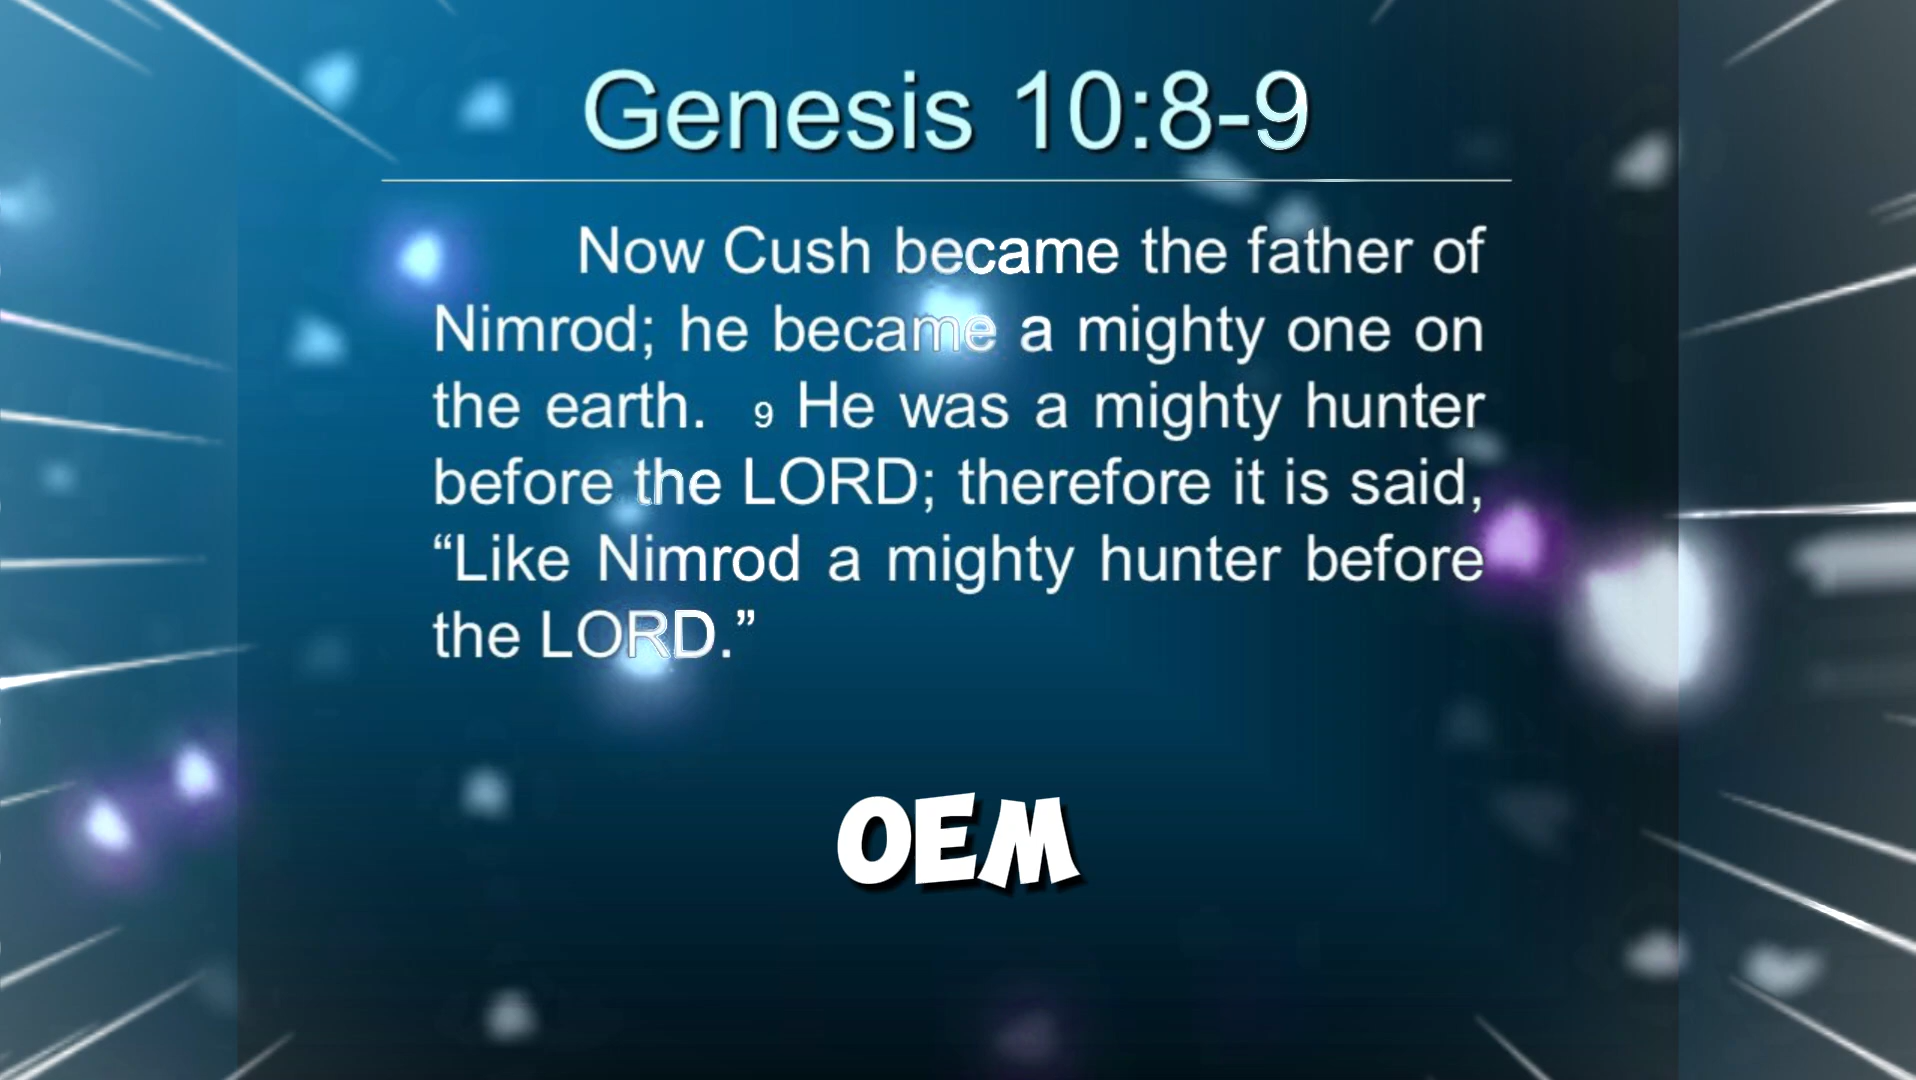 Genesis 10:8-9
Now Cush became the father of
Nimrod; he became a mighty one on
the earth. 9 He was a mighty hunter
before the LORD; therefore it is said,
“Like Nimrod a mighty hunter before
the LORD.”
OEM